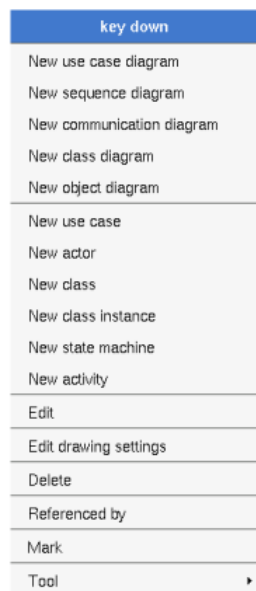 key down
New use case diagram
New sequence diagram
New communication diagram
New class diagram
New object diagram
New use case
New actor
New class
New class instance
New state machine
New activity
Edit
Edit drawing settings
Delete
Referenced by
Mark
Tool